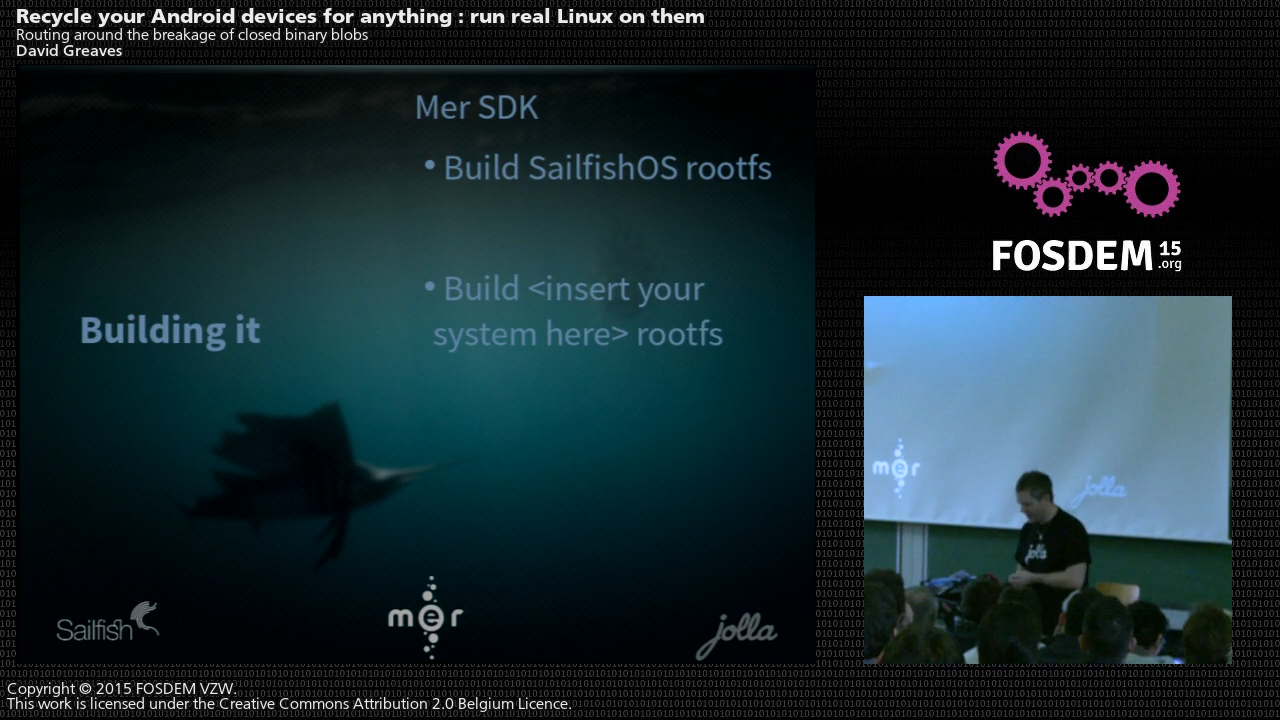 Recycle your Android devices for anything : run real Linux on them
Routing around the breakage of closed binary blobs
David Greaves
Mer SDK
• Build SailfishOS rootfs
• Build <insert your
system here> rootfs
Building it
Sailfish
mer
jolla
FOSDEM 15
.org
mer
jolla
jolla
Copyright © 2015 FOSDEM VZW.
This work is licensed under the Creative Commons Attribution 2.0 Belgium Licence.